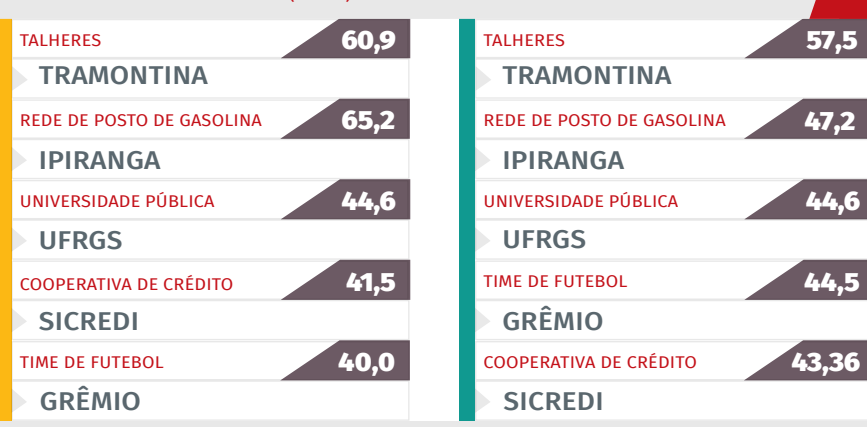 TALHERES 60,9
TRAMONTINA
REDE DE POSTO DE GASOLINA 65,2
IPIRANGA
UNIVERSIDADE PÚBLICA 44,6
UFRGS
COOPERATIVA DE CRÉDITO 41,5
SICREDI
TIME DE FUTEBOL 40,0
GRÊMIO
TALHERES 57,5
TRAMONTINA
REDE DE POSTO DE GASOLINA 47,2
IPIRANGA
UNIVERSIDADE PÚBLICA 44,6
UFRGS
TIME DE FUTEBOL 44,5
GRÊMIO
COOPERATIVA DE CRÉDITO 43,36
SICREDI